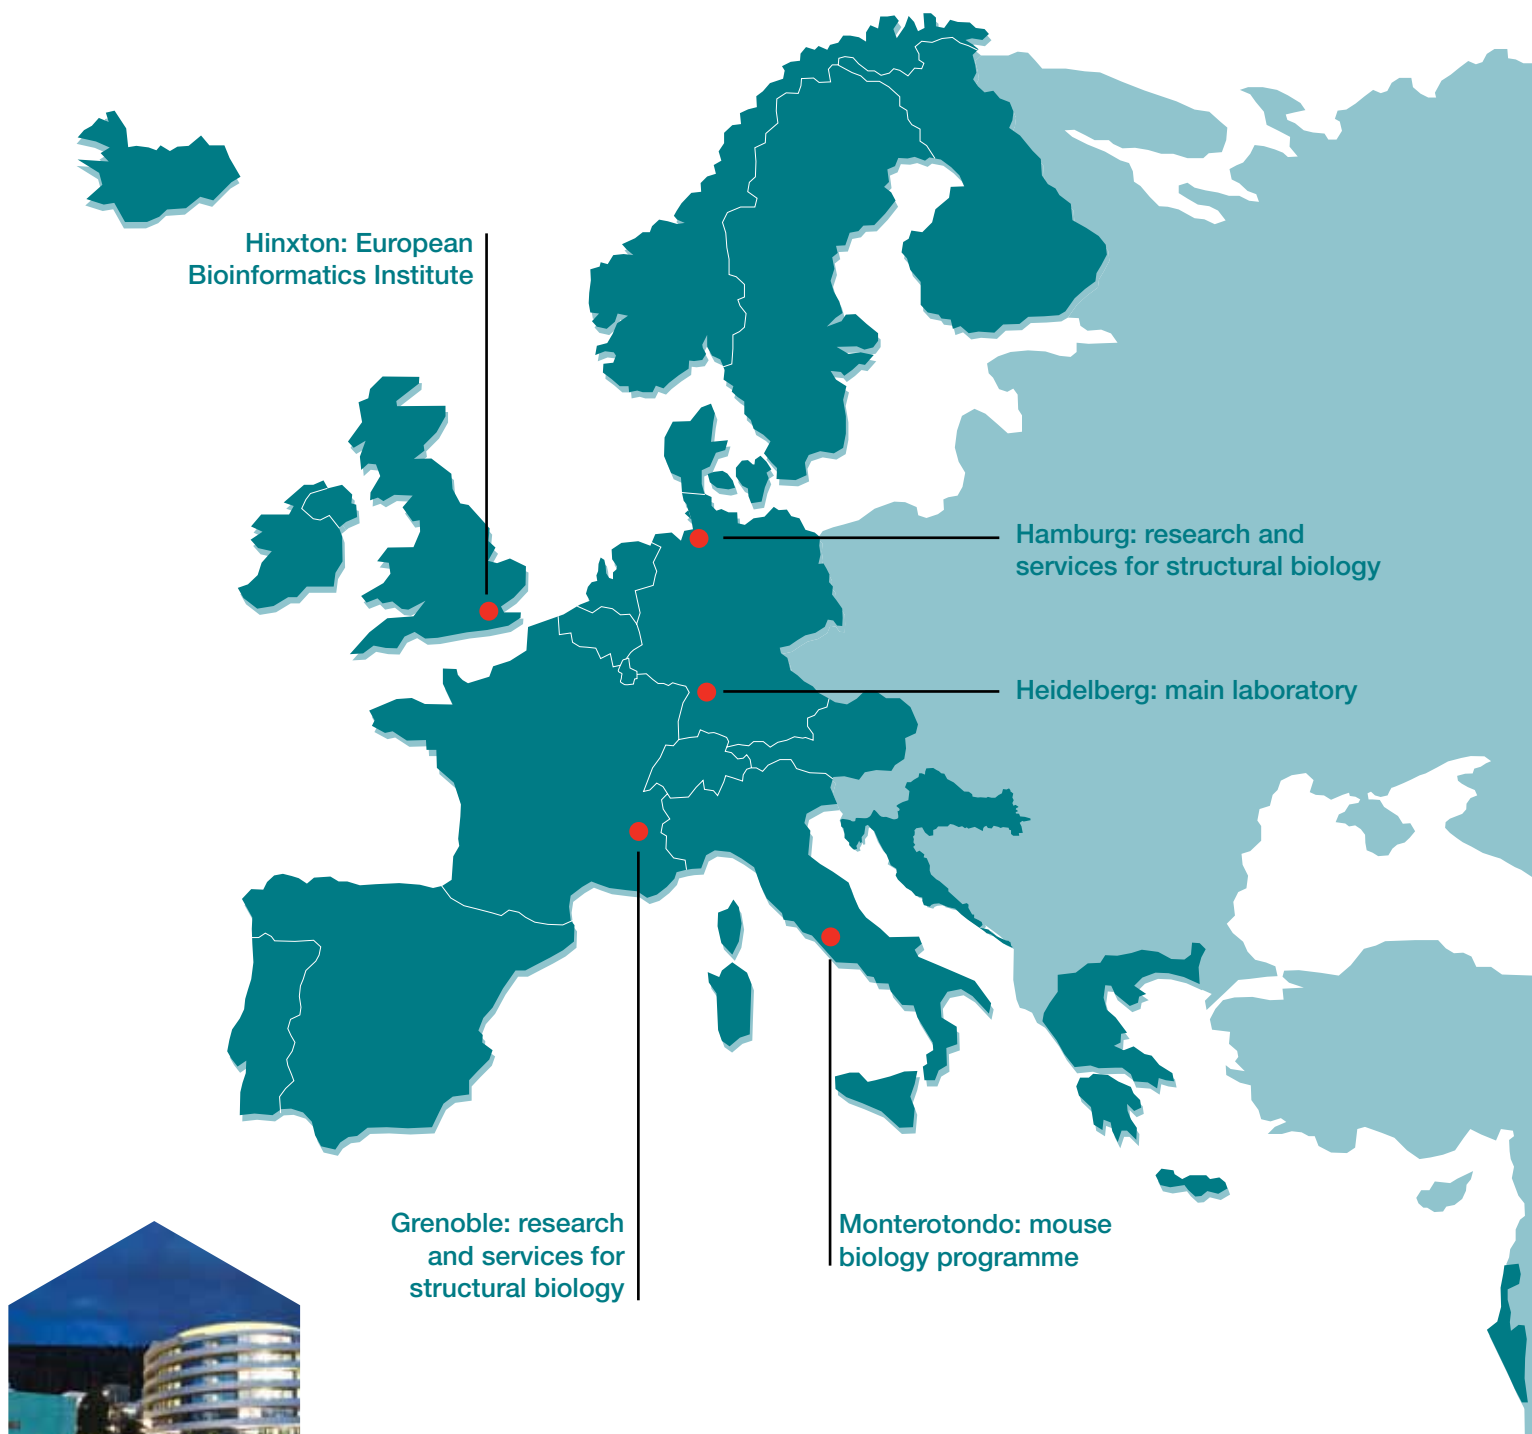 Hinxton: European
Bioinformatics Institute
Hamburg: research and
services for structural biology
Heidelberg: main laboratory
Grenoble: research
and services for
structural biology
Monterotondo: mouse
biology programme